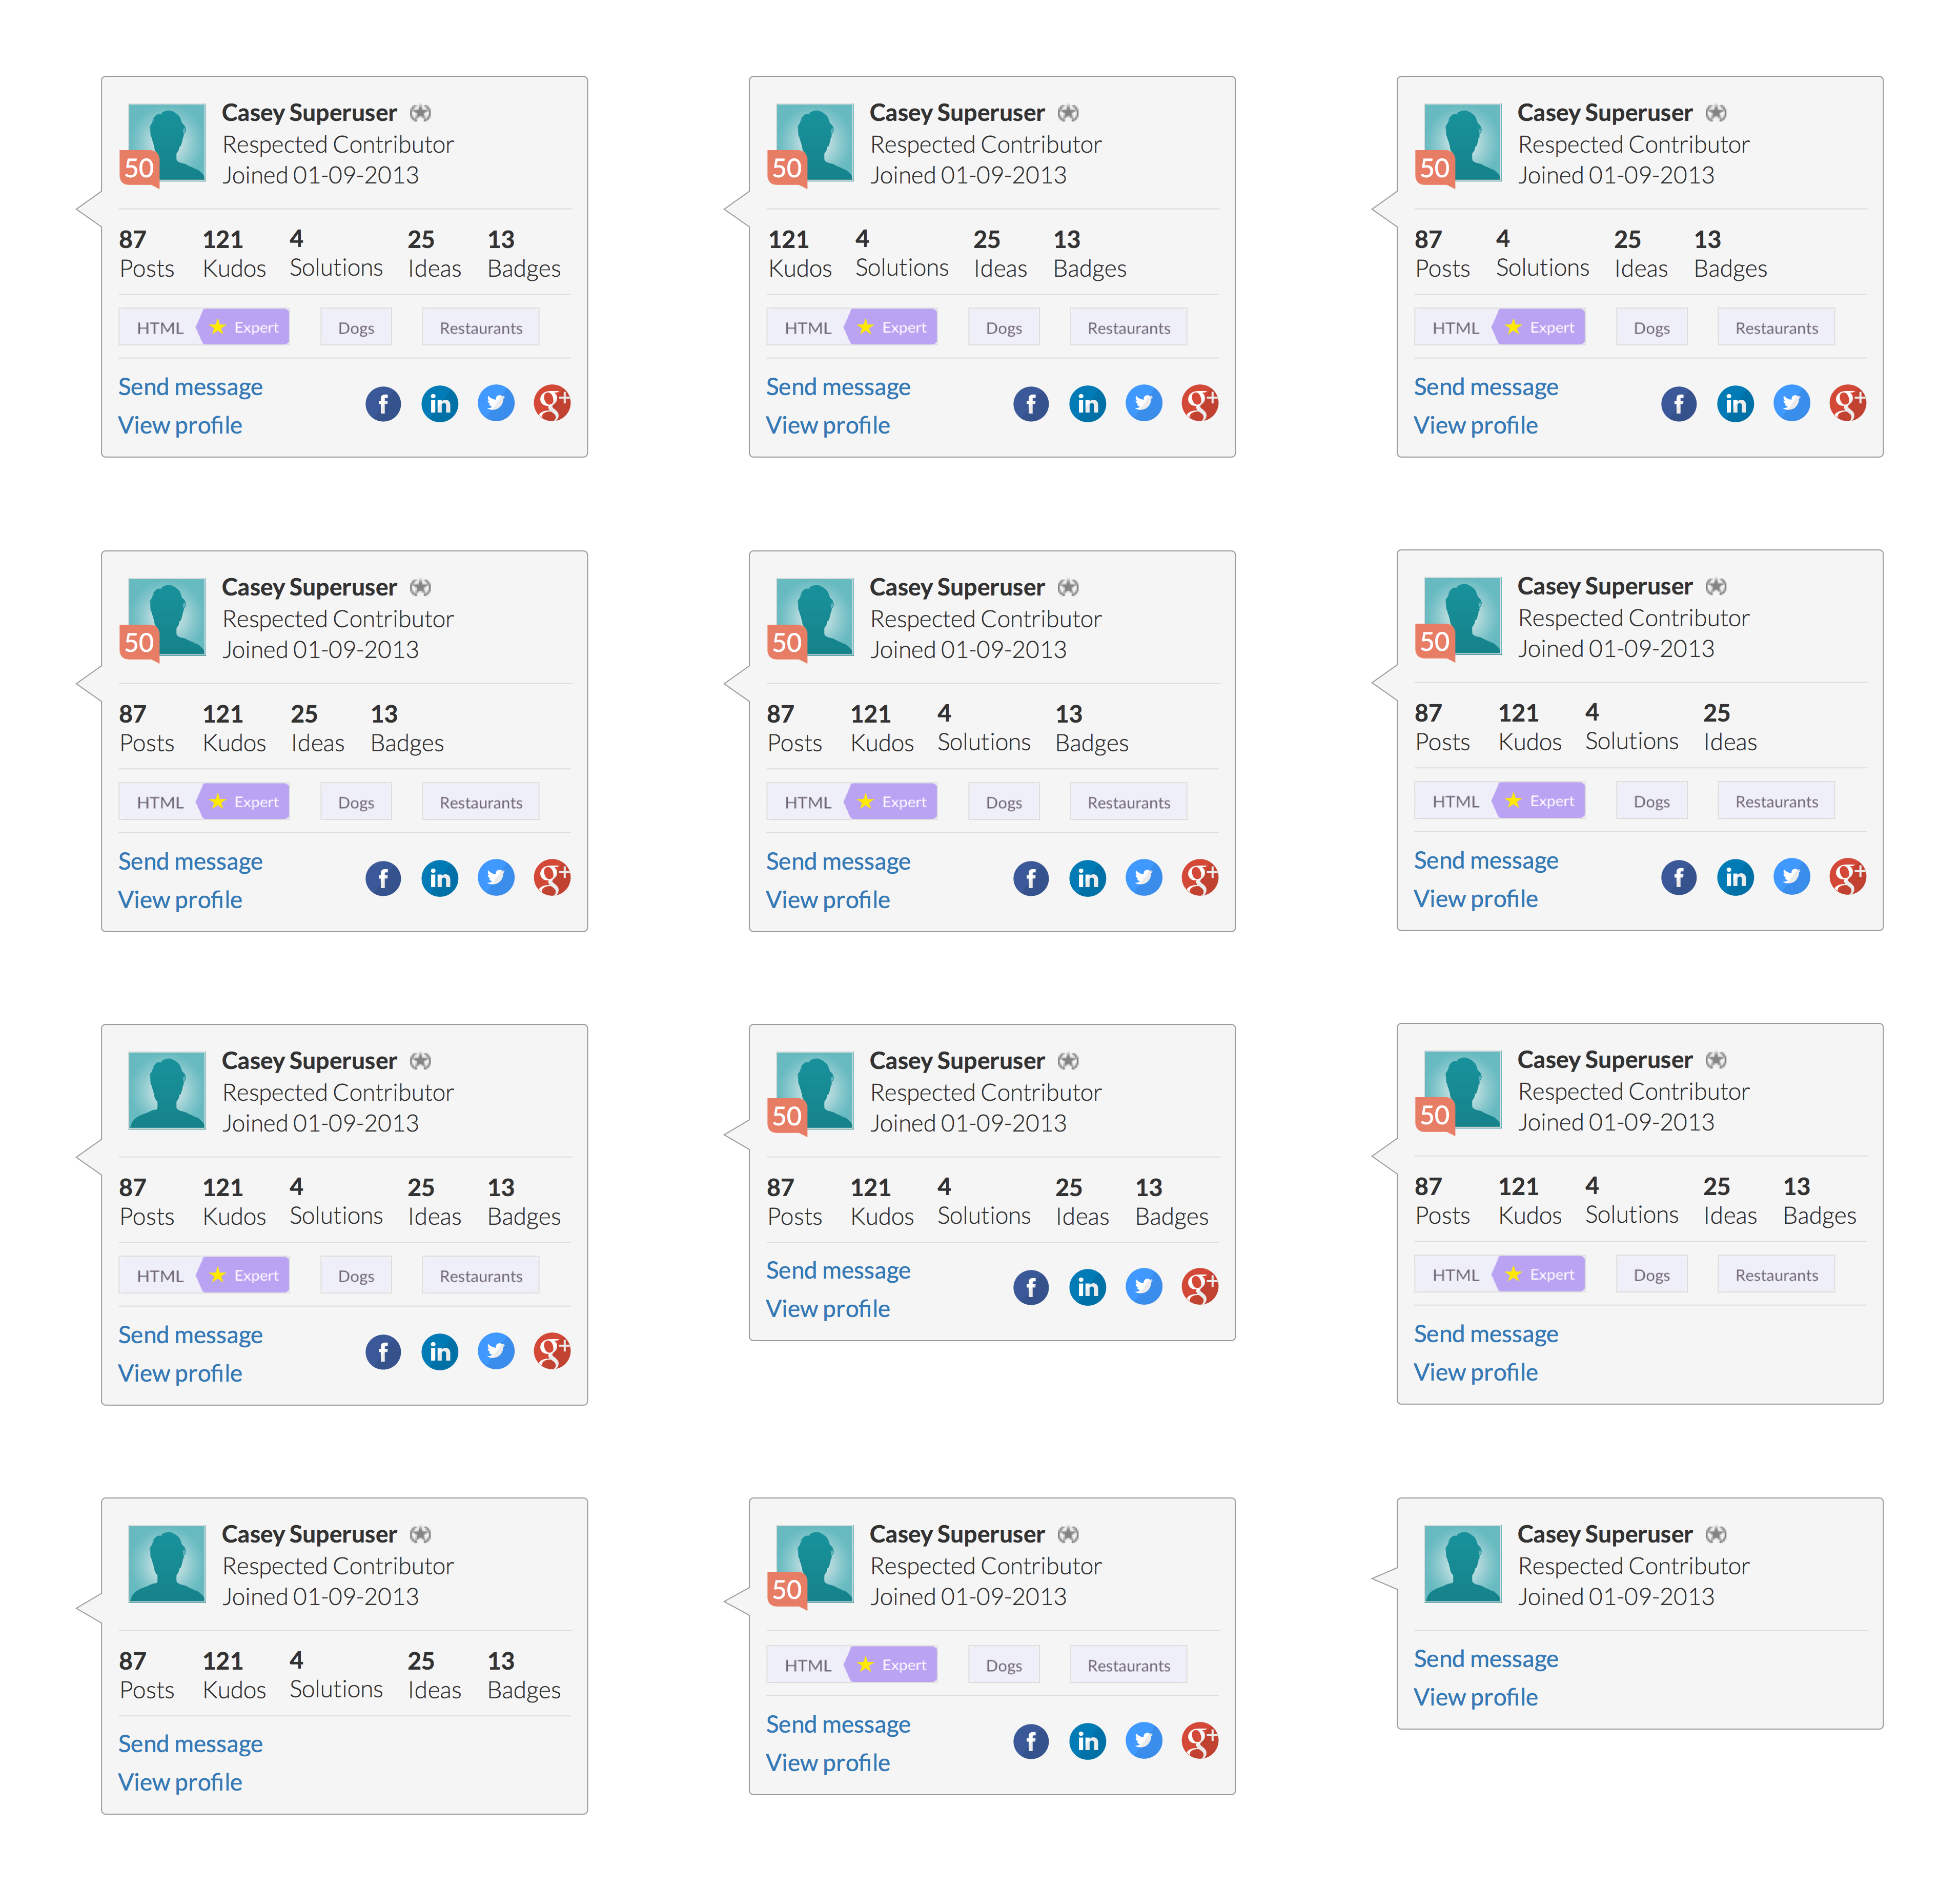 Casey Superuser
Respected Contributor
50
Joined 01-09-2013
87 121 4 25 13
Posts Kudos Solutions Ideas Badges
HTML Expert Dogs Restaurants
Send message
f in g+
View profile
Casey Superuser
Respected Contributor
50
Joined 01-09-2013
121 4 25 13
Kudos Solutions Ideas Badges
HTML Expert Dogs Restaurants
Send message
f in g+
View profile
Casey Superuser
Respected Contributor
50
Joined 01-09-2013
87 4 25 13
Posts Solutions Ideas Badges
HTML Expert Dogs Restaurants
Send message
f in g+
View profile
Casey Superuser
Respected Contributor
50
Joined 01-09-2013
87 121 25 13
Posts Kudos Ideas Badges
HTML Expert Dogs Restaurants
Send message
f in g+
View profile
Casey Superuser
Respected Contributor
50
Joined 01-09-2013
87 121 4 13
Posts Kudos Solutions Badges
HTML Expert Dogs Restaurants
Send message
f in g+
View profile
Casey Superuser
Respected Contributor
50
Joined 01-09-2013
87 121 4 25
Posts Kudos Solutions Ideas
HTML Expert Dogs Restaurants
Send message
f in g+
View profile
Casey Superuser
Respected Contributor
Joined 01-09-2013
87 121 4 25 13
Posts Kudos Solutions Ideas Badges
HTML Expert Dogs Restaurants
Send message
f in g+
View profile
Casey Superuser
Respected Contributor
50
Joined 01-09-2013
87 121 4 25 13
Posts Kudos Solutions Ideas Badges
Send message
f in g+
View profile
Casey Superuser
Respected Contributor
50
Joined 01-09-2013
87 121 4 25 13
Posts Kudos Solutions Ideas Badges
HTML Expert Dogs Restaurants
Send message
View profile
Casey Superuser
Respected Contributor
Joined 01-09-2013
87 121 4 25 13
Posts Kudos Solutions Ideas Badges
Send message
View profile
Casey Superuser
Respected Contributor
50
Joined 01-09-2013
HTML Expert Dogs Restaurants
Send message
f in g+
View profile
Casey Superuser
Respected Contributor
Joined 01-09-2013
Send message
View profile